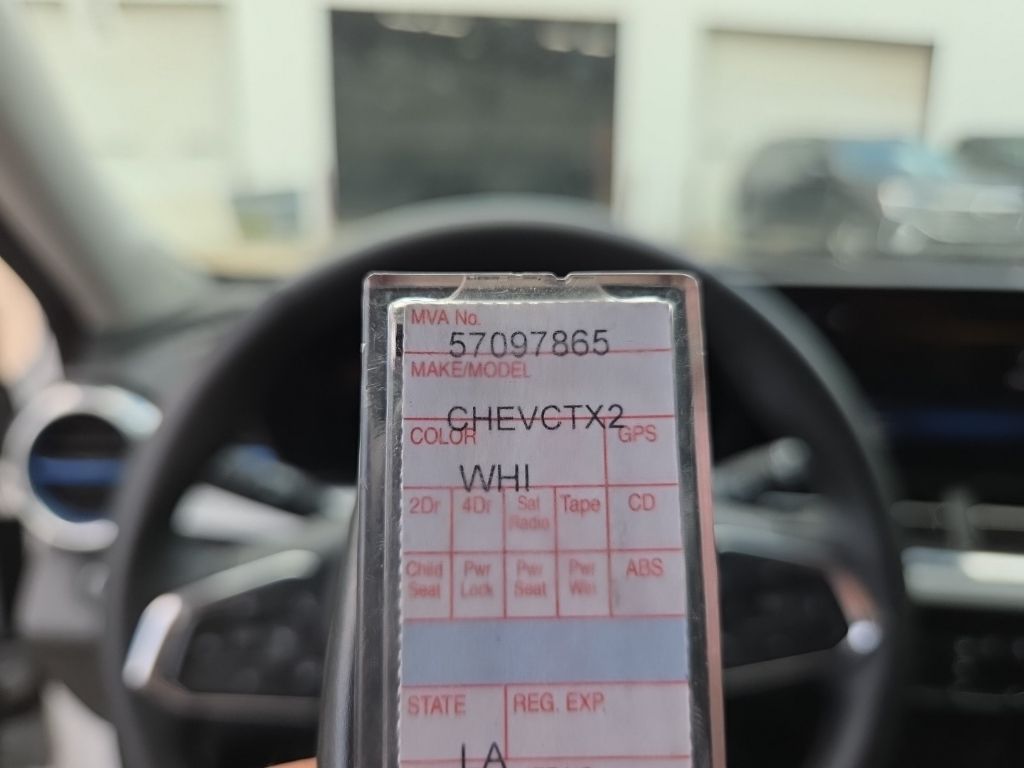 MVA No.
57097865
MAKE/MODEL
CHEVCTX2
COLOR GPS
WHI
2Dr 4Dr Sat Radio Tape CD
Child Seat Pwr Lock Pwr Seat Pwr Win ABS
STATE REG. EXP.
LA